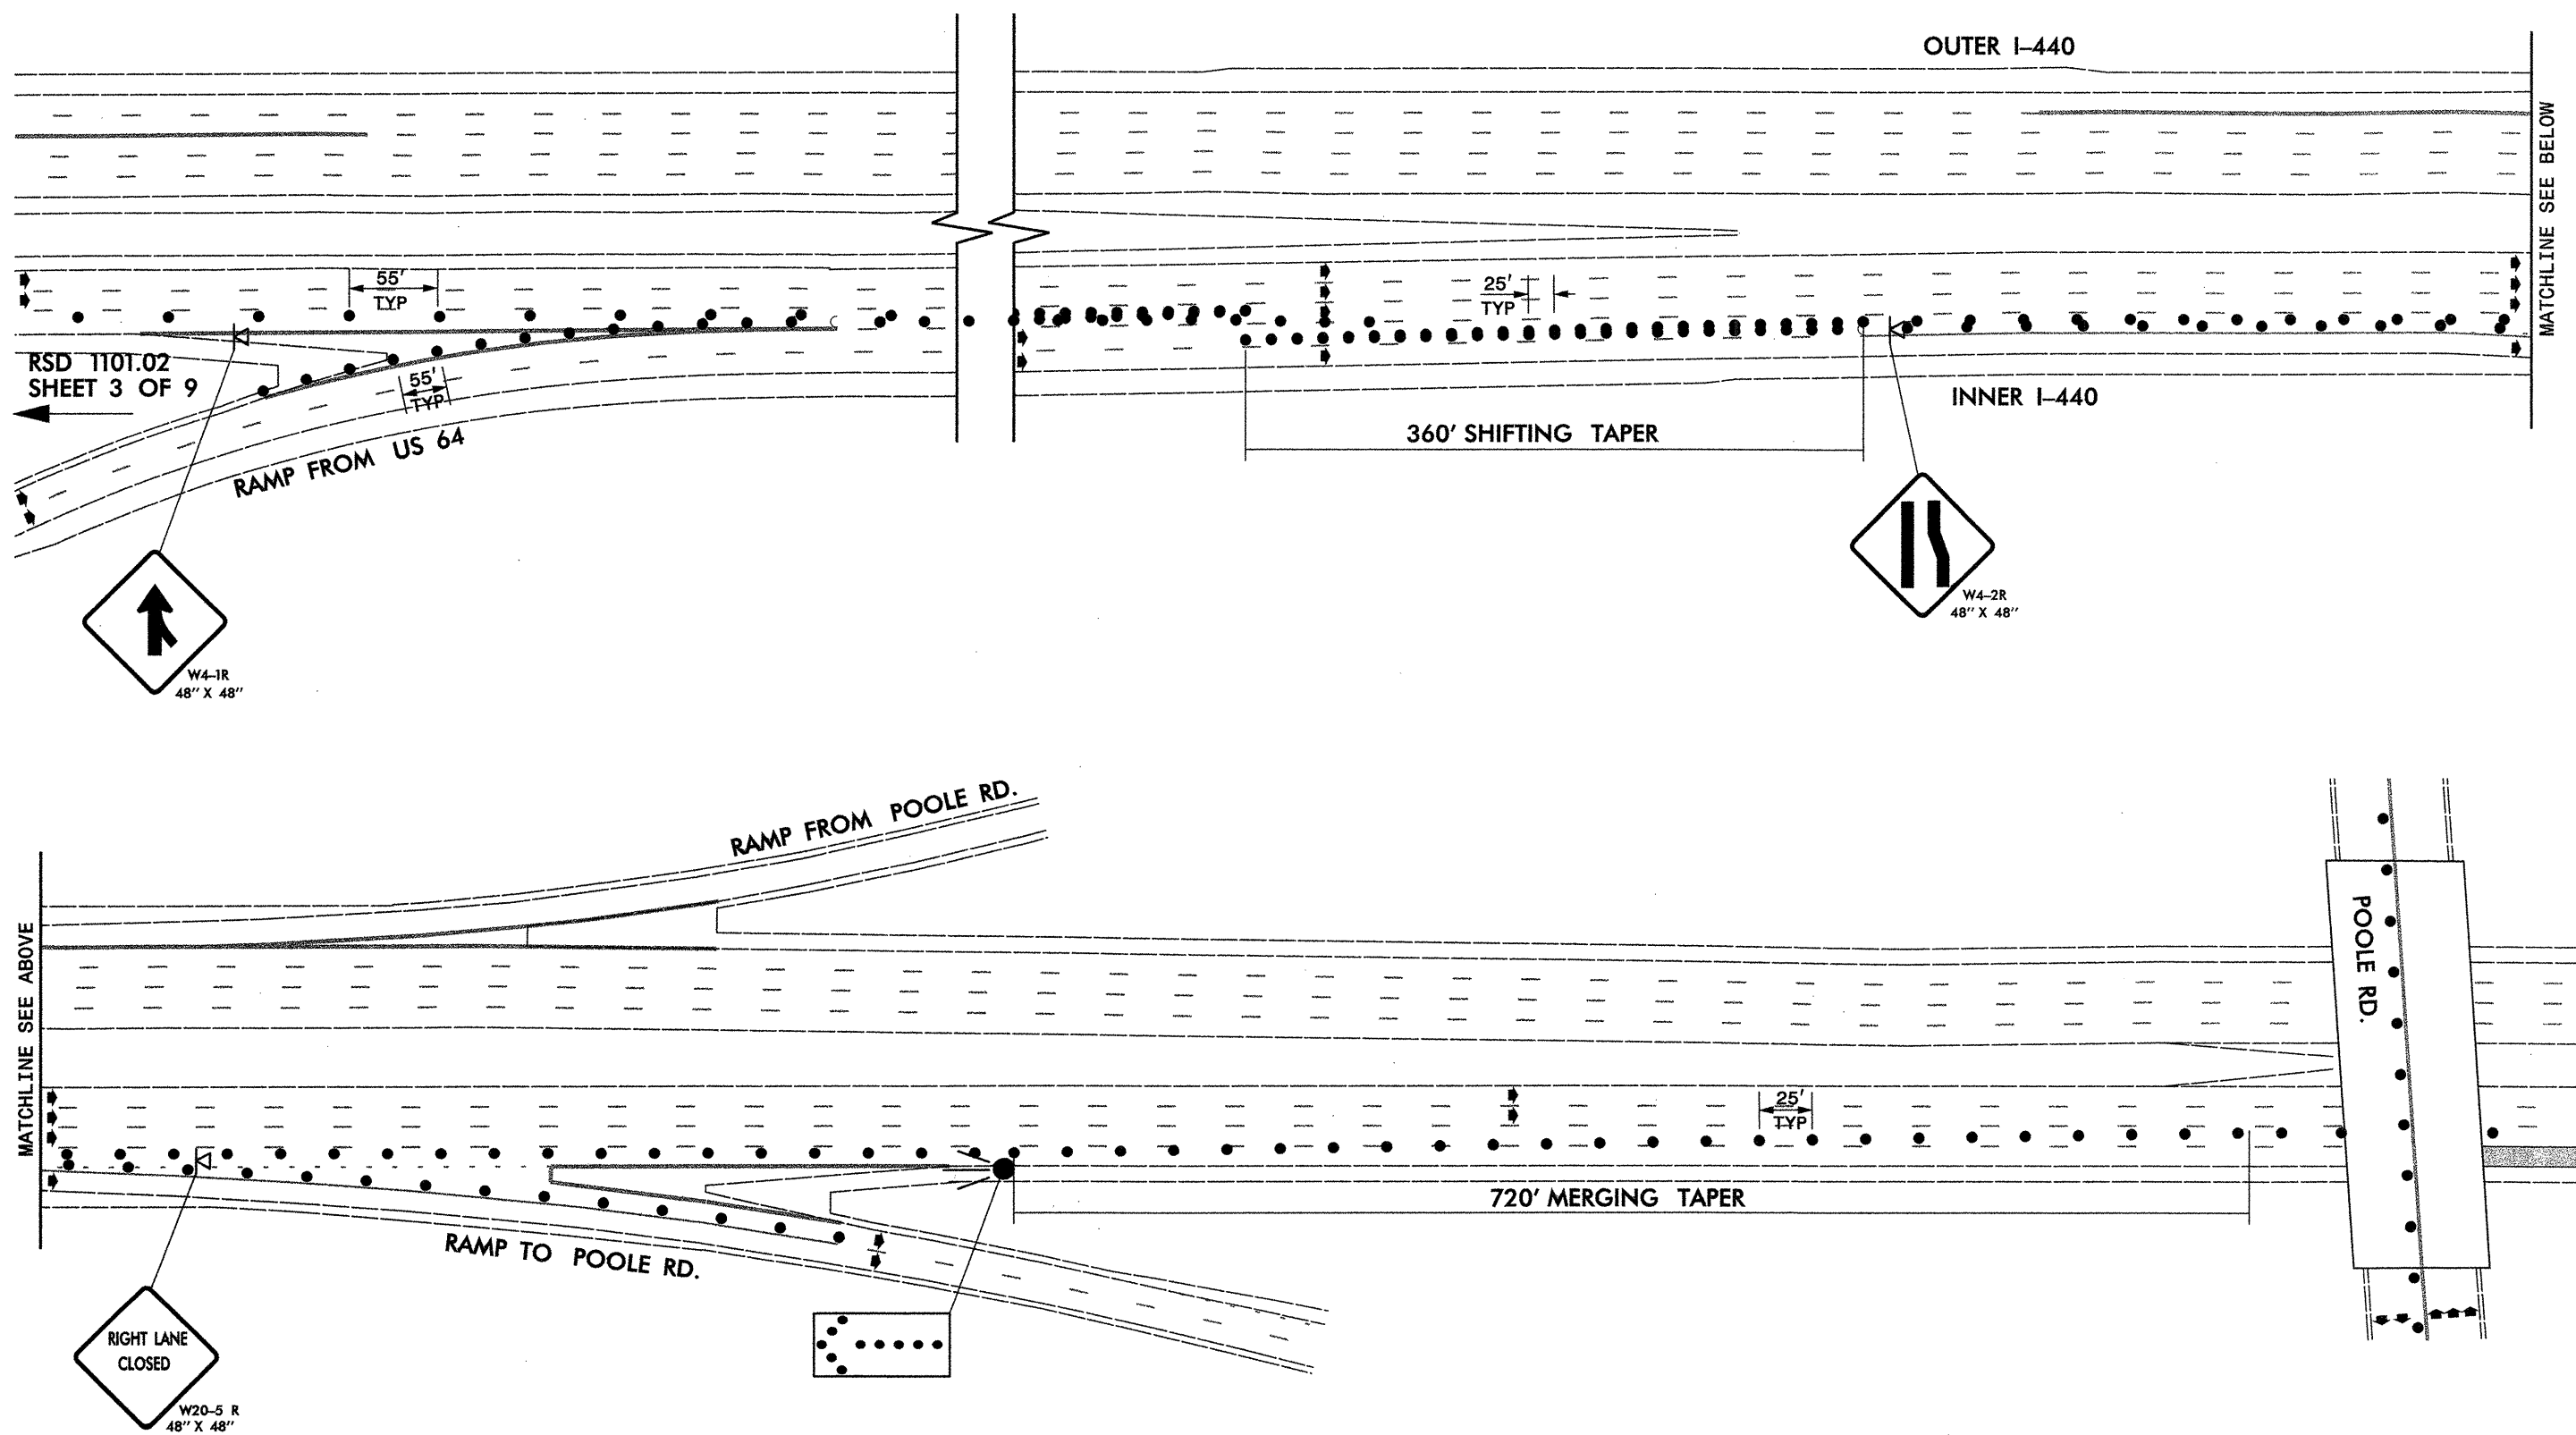 OUTER I-440
MATCHLINE SEE BELOW
55'
TYP
25'
TYP
RSD 1101.02
SHEET 3 OF 9
55'
TYP
INNER I-440
360' SHIFTING TAPER
RAMP FROM US 64
W4-2R
48" X 48"
W4-1R
48" X 48"
RAMP FROM POOLE RD.
MATCHLINE SEE ABOVE
POOLE RD.
25'
TYP
720' MERGING TAPER
RAMP TO POOLE RD.
RIGHT LANE
CLOSED
W20-5 R
48" X 48"